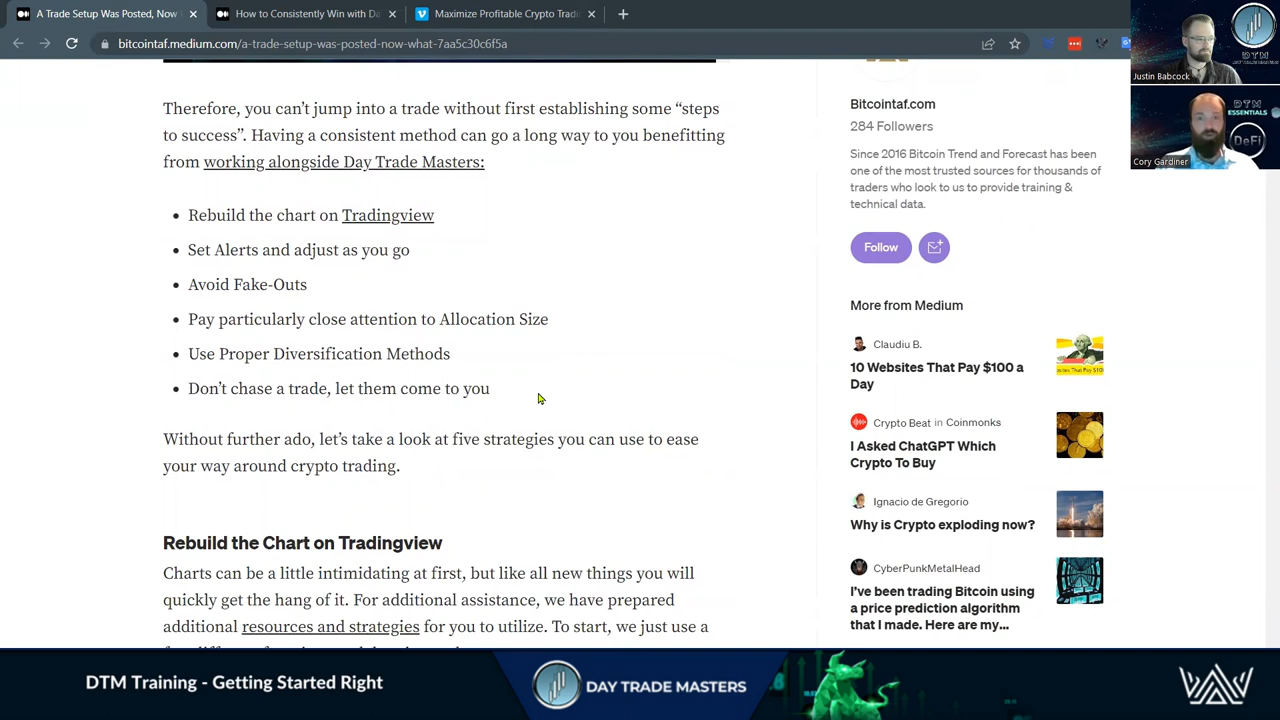 A Trade Setup Was Posted, Now
How to Consistently Win with Da
Maximize Profitable Crypto Tradi
bitcointaf.medium.com/a-trade-setup-was-posted-now-what-7aa5c30c6f5a
Therefore, you can't jump into a trade without first establishing some “steps
to success”. Having a consistent method can go a long way to you benefitting
from working alongside Day Trade Masters:
• Rebuild the chart on Tradingview
• Set Alerts and adjust as you go
• Avoid Fake-Outs
• Pay particularly close attention to Allocation Size
• Use Proper Diversification Methods
• Don't chase a trade, let them come to you
Without further ado, let's take a look at five strategies you can use to ease
your way around crypto trading.
Rebuild the Chart on Tradingview
Charts can be a little intimidating at first, but like all new things you will
quickly get the hang of it. For additional assistance, we have prepared
additional resources and strategies for you to utilize. To start, we just use a
Bitcointaf.com
284 Followers
Since 2016 Bitcoin Trend and Forecast has been
one of the most trusted sources for thousands of
traders who look to us to provide training &
technical data.
Follow
More from Medium
Claudiu B.
10 Websites That Pay $100 a
Day
Crypto Beat in Coinmonks
I Asked ChatGPT Which
Crypto To Buy
Ignacio de Gregorio
Why is Crypto exploding now?
CyberPunkMetalHead
I've been trading Bitcoin using
a price prediction algorithm
that I made. Here are my...
DTM
Justin Babcock
DTM
ESSENTIALS
DeFi
Cory Gardiner
DTM Training - Getting Started Right
DAY TRADE MASTERS